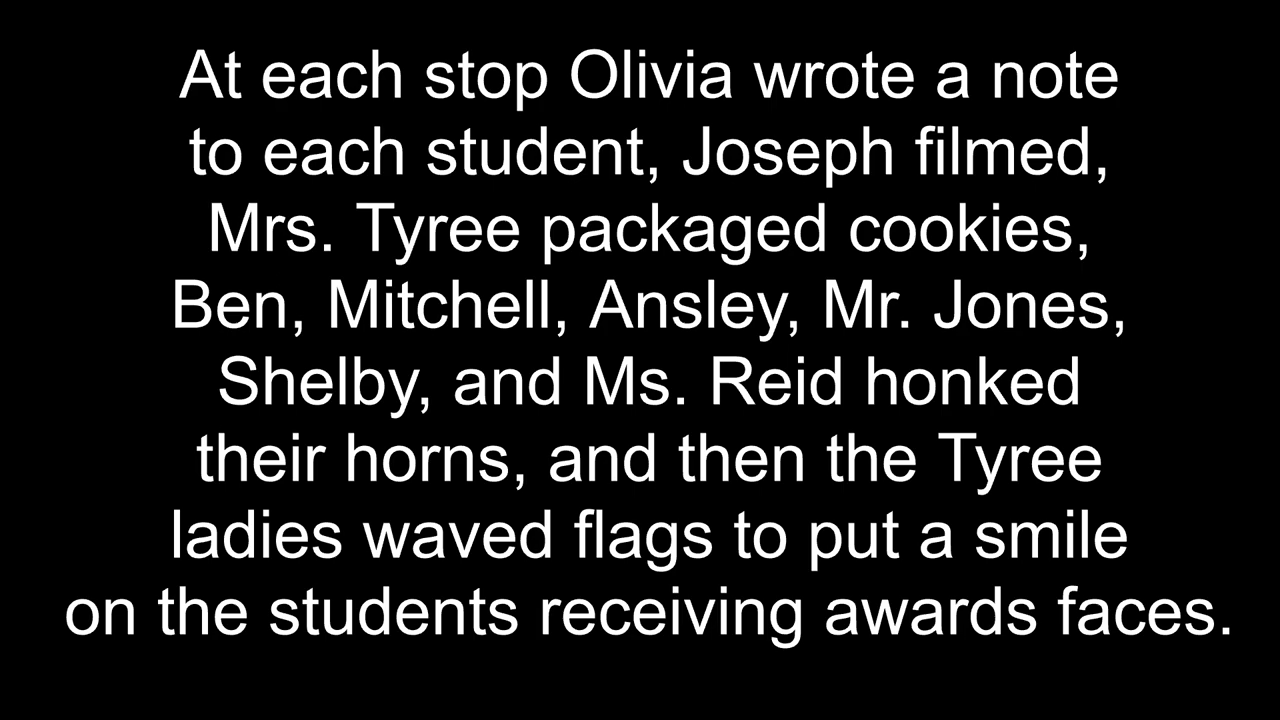 At each stop Olivia wrote a note
to each student, Joseph filmed,
Mrs. Tyree packaged cookies,
Ben, Mitchell, Ansley, Mr. Jones,
Shelby, and Ms. Reid honked
their horns, and then the Tyree
ladies waved flags to put a smile
on the students receiving awards faces.